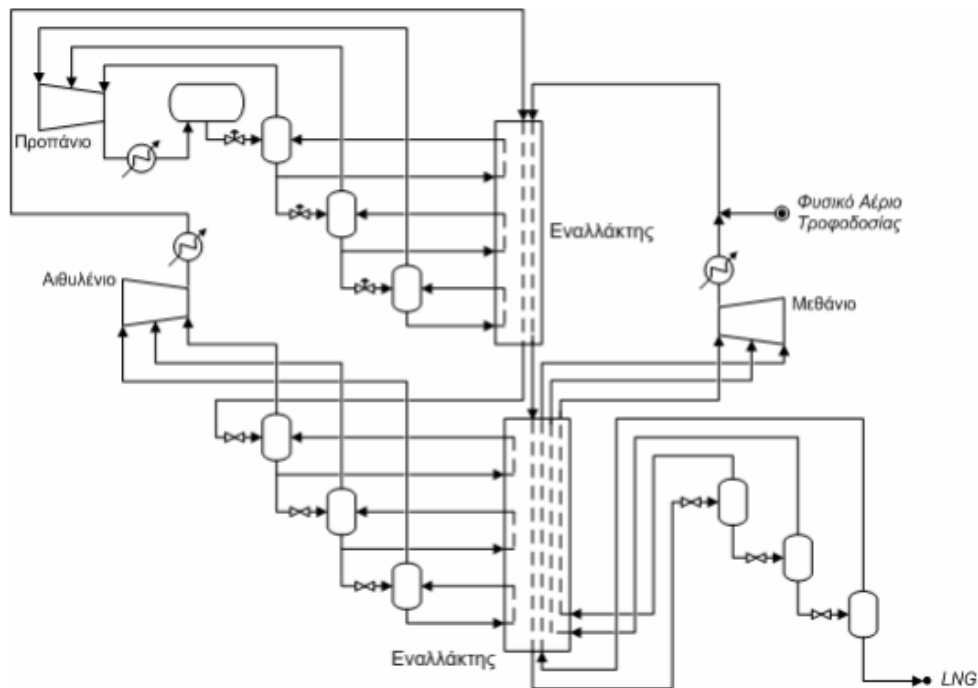 Προπάνιο
Φυσικό Αέριο
Τροφοδοσίας
Εναλλάκτης
Αιθυλένιο
Μεθάνιο
Εναλλάκτης
LNG